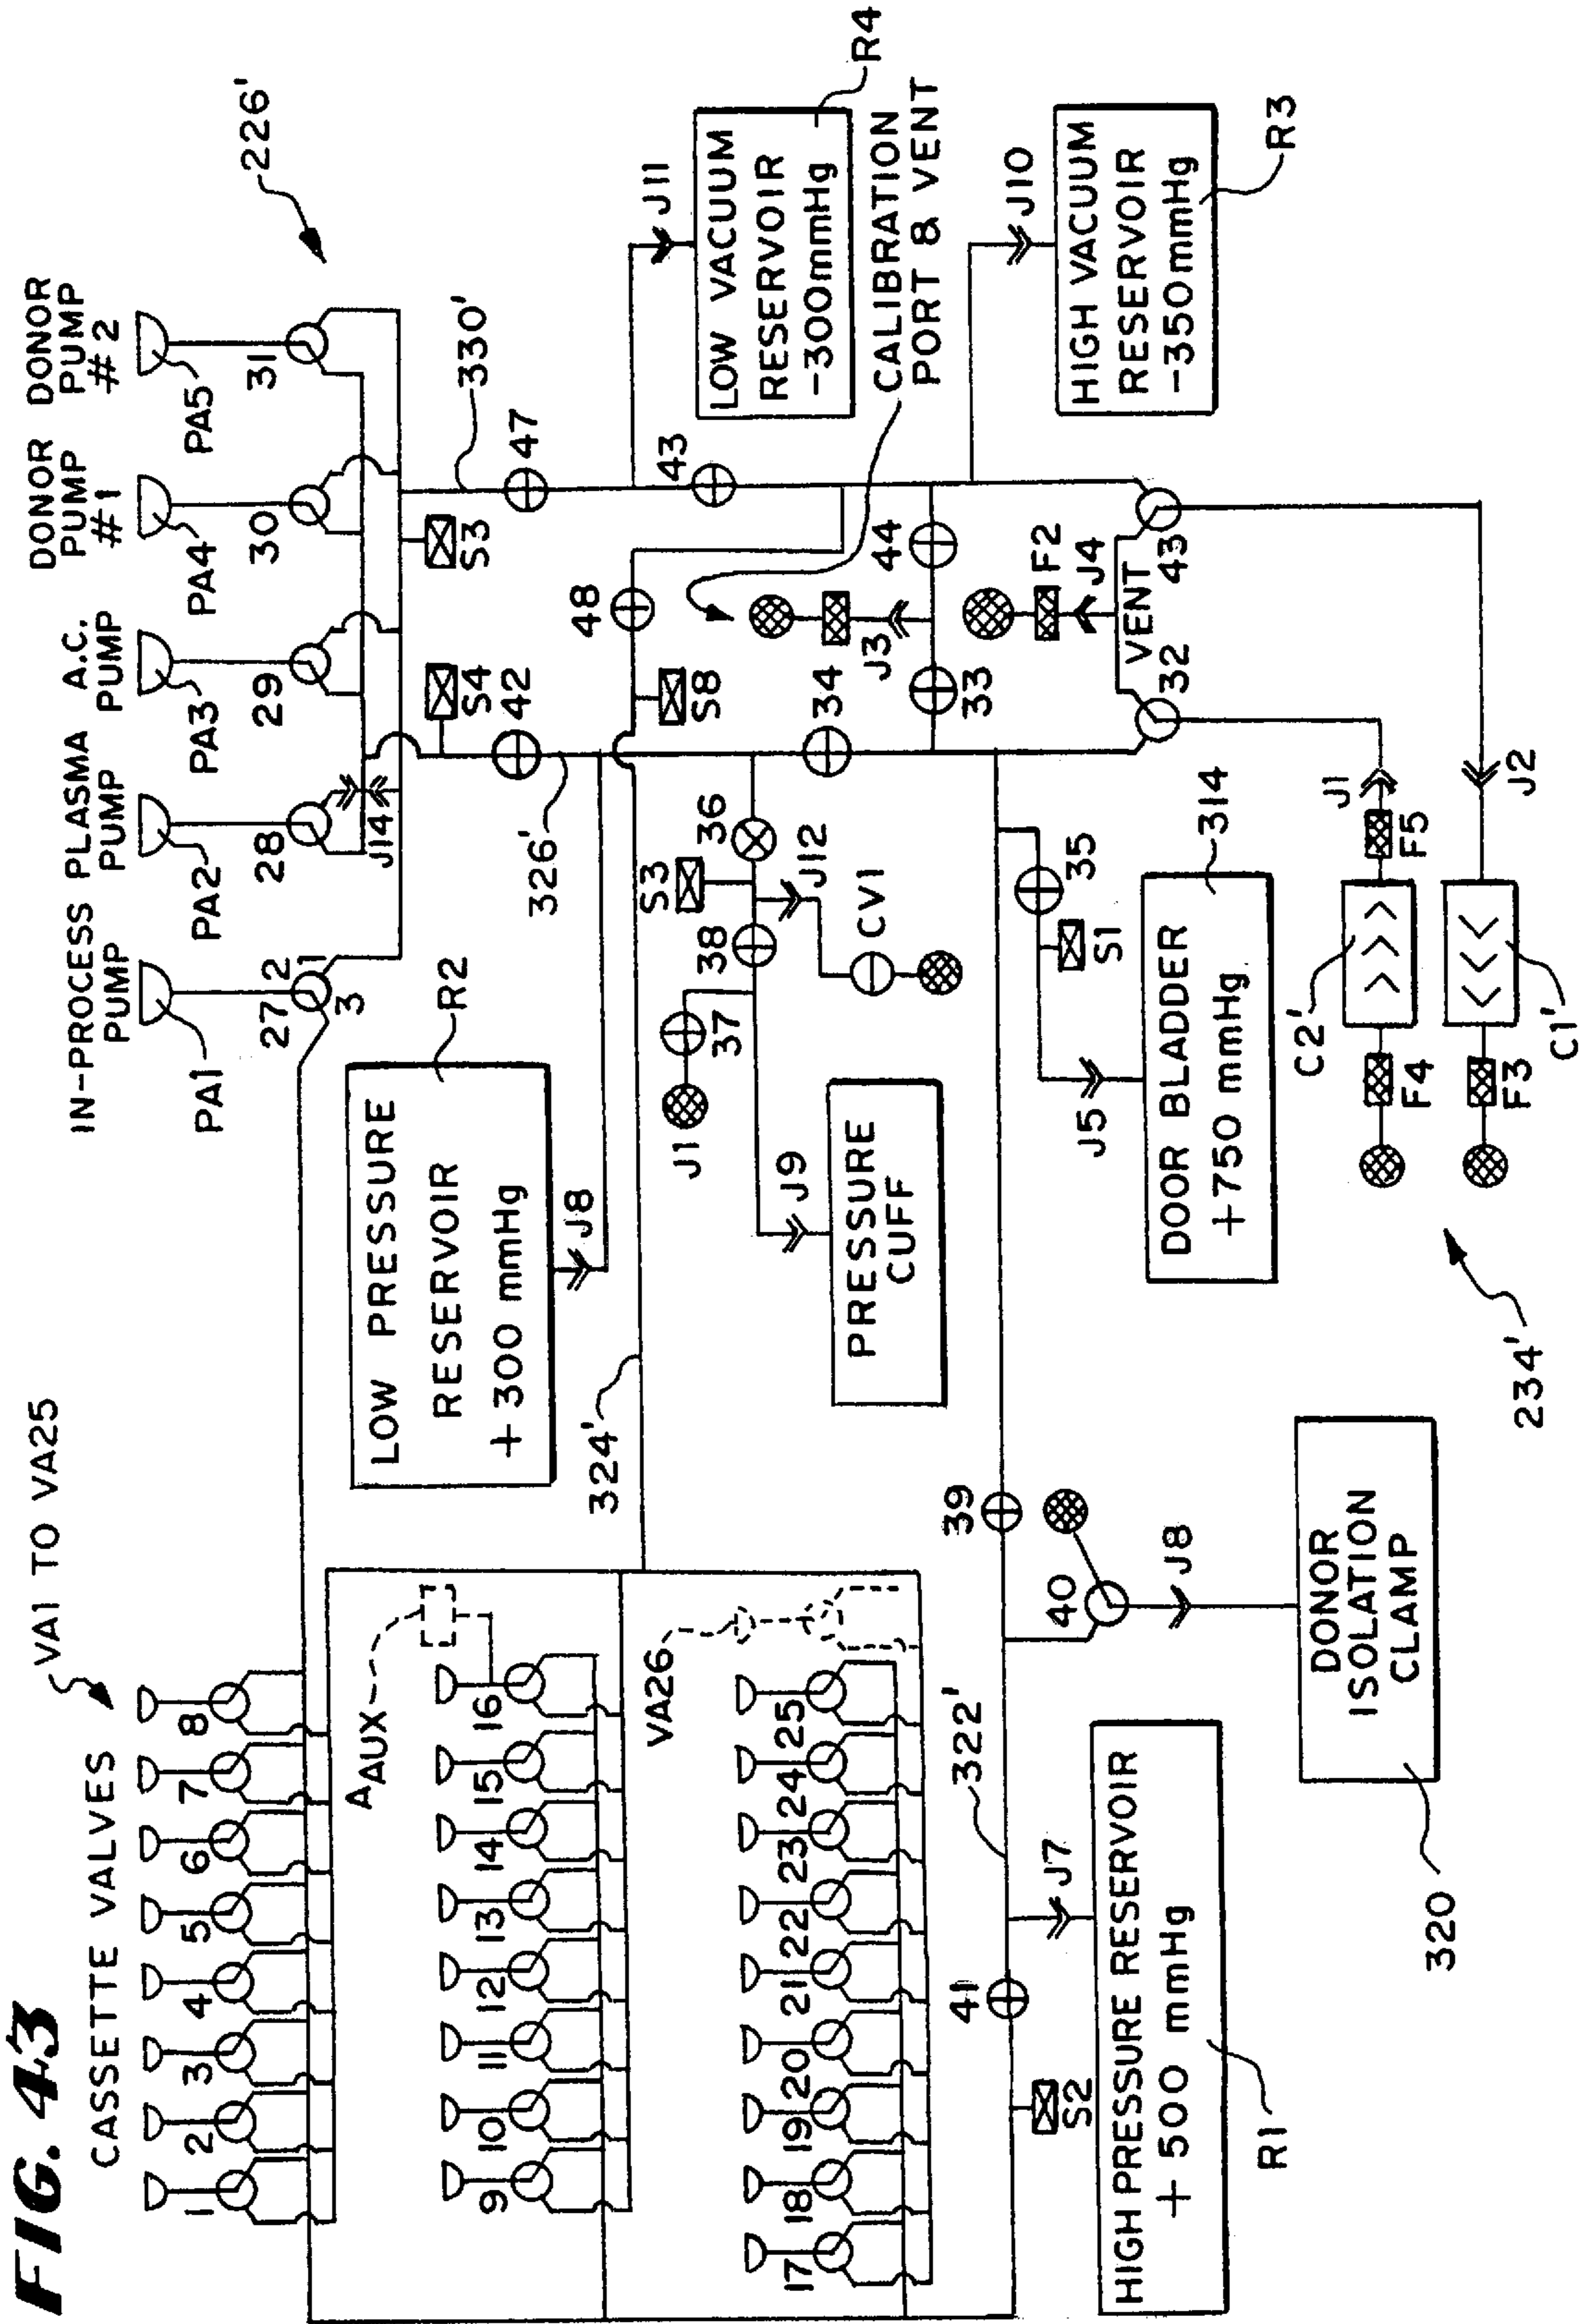 FIG. 43
CASSETTE VALVES
VA1 TO VA25
1
2
3
4
5
6
7
8
9
10
11
12
13
14
15
16
AAUX
17
18
19
20
21
22
23
24
25
VA26
IN-PROCESS
PUMP
PLASMA
PUMP
A.C.
PUMP
DONOR
PUMP
#1
DONOR
PUMP
#2
226'
PA1
PA2
PA3
PA4
PA5
27
2
1
3
28
J14
29
30
31
S4
S3
42
47
330'
326'
LOW PRESSURE
RESERVOIR
+300 mmHg
R2
J8
324'
48
S8
43
J11
LOW VACUUM
RESERVOIR
-300mmHg
R4
CALIBRATION
PORT & VENT
S3
36
38
37
J1
J12
CV1
J9
PRESSURE
CUFF
34
J3
44
33
F2
J4
VENT
32
43
J10
HIGH VACUUM
RESERVOIR
-350mmHg
R3
35
S1
J5
DOOR BLADDER
+750 mmHg
314
J1
F5
C2'
F4
J2
C1'
F3
234'
39
40
J8
DONOR
ISOLATION
CLAMP
320
322'
41
S2
J7
HIGH PRESSURE RESERVOIR
+500 mmHg
R1